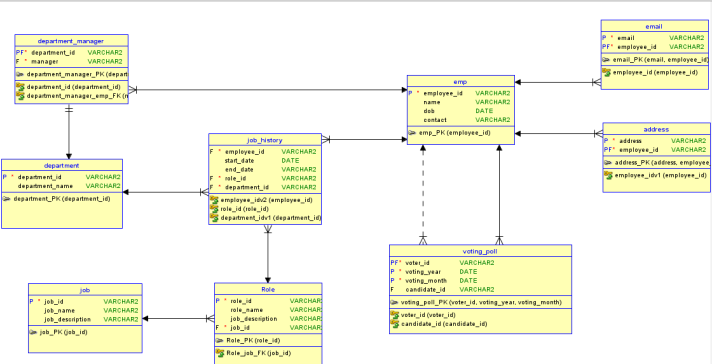 department_manager
PF* department_id VARCHAR2
F * manager VARCHAR2
department_manager_PK (depart
department_id (department_id)
department_manager_emp_FK (
email
P * email VARCHAR2
PF* employee_id VARCHAR2
email_PK (email, employee_id)
employee_id (employee_id)
emp
P * employee_id VARCHAR2
name VARCHAR2
dob DATE
contact VARCHAR2
emp_PK (employee_id)
address
P * address VARCHAR2
PF* employee_id VARCHAR2
address_PK (address, employee
employee_idv1 (employee_id)
job_history
F * employee_id VARCHAR2
start_date DATE
end_date VARCHAR2
F * role_id VARCHAR2
F * department_id VARCHAR2
employee_idv2 (employee_id)
role_id (role_id)
department_idv1 (department_id)
department
P * department_id VARCHAR2
department_name VARCHAR2
department_PK (department_id)
voting_poll
PF* voter_id VARCHAR2
P * voting_year DATE
P * voting_month DATE
F candidate_id VARCHAR2
voting_poll_PK (voter_id, voting_year, voting_month)
voter_id (voter_id)
candidate_id (candidate_id)
job
P * job_id VARCHAR2
job_name VARCHAR2
job_description VARCHAR2
job_PK (job_id)
Role
P * role_id VARCHAR
role_name VARCHAR
job_description VARCHAR
F * job_id VARCHAR
Role_PK (role_id)
Role_job_FK (job_id)